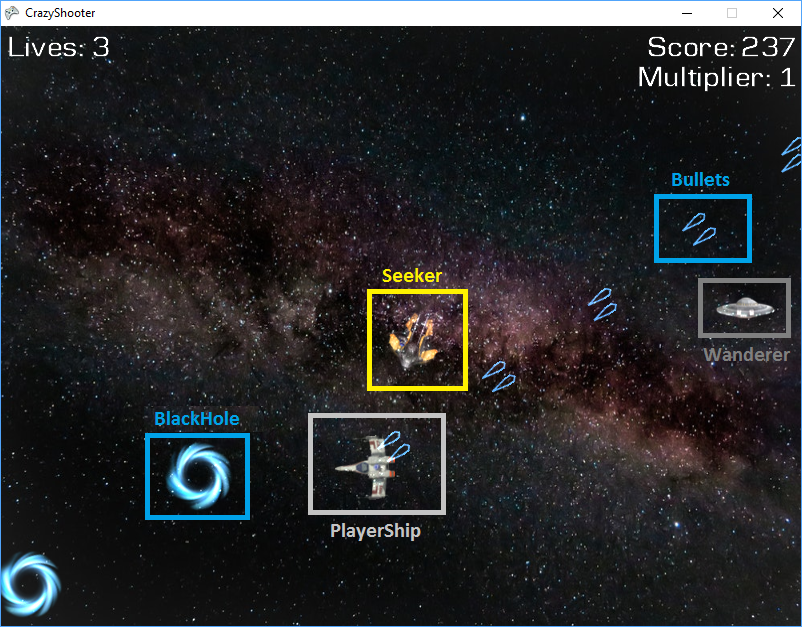 CrazyShooter
Lives: 3
Score: 237
Multiplier: 1
Bullets
Seeker
Wanderer
BlackHole
PlayerShip